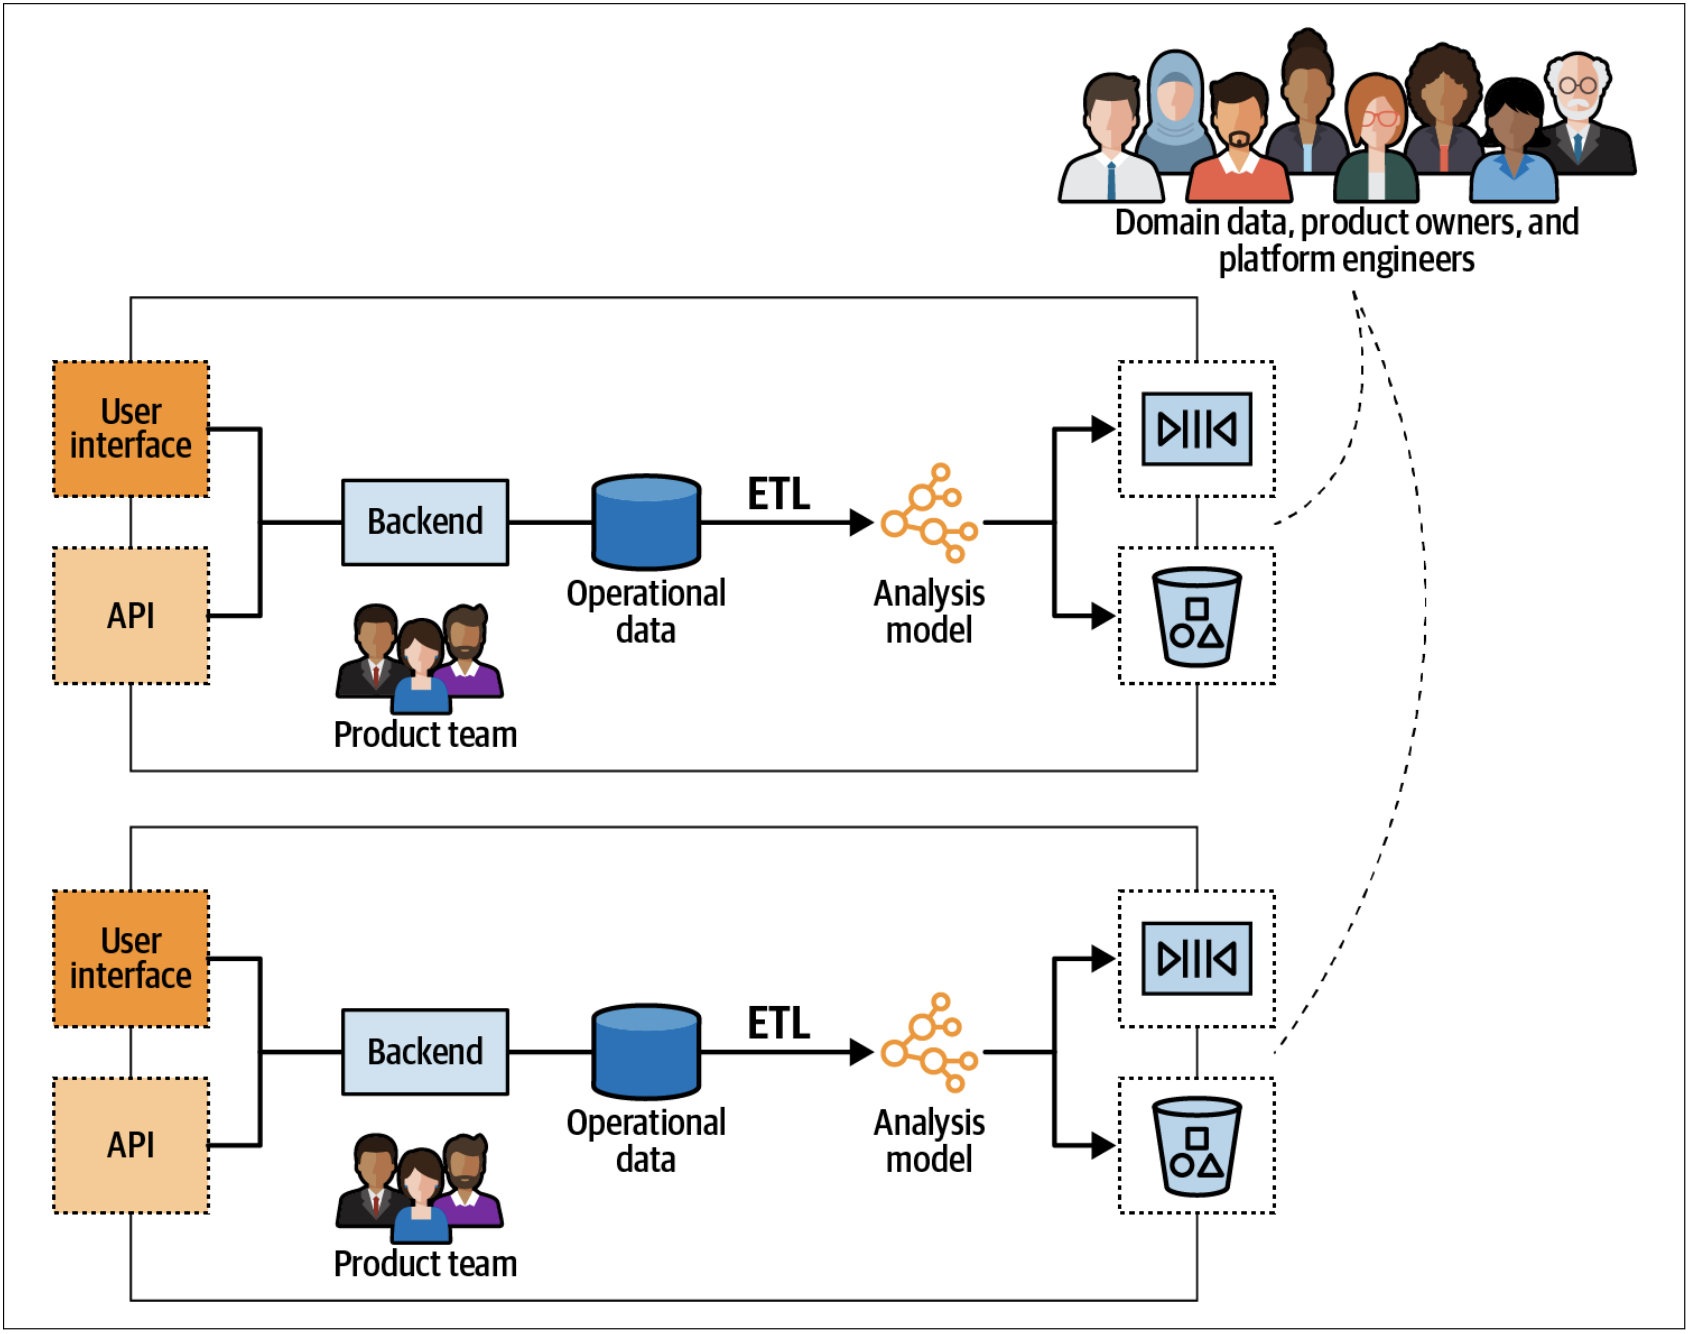 Domain data, product owners, and
platform engineers
User
interface
API
Backend
Operational
data
ETL
Analysis
model
Product team
User
interface
API
Backend
Operational
data
ETL
Analysis
model
Product team